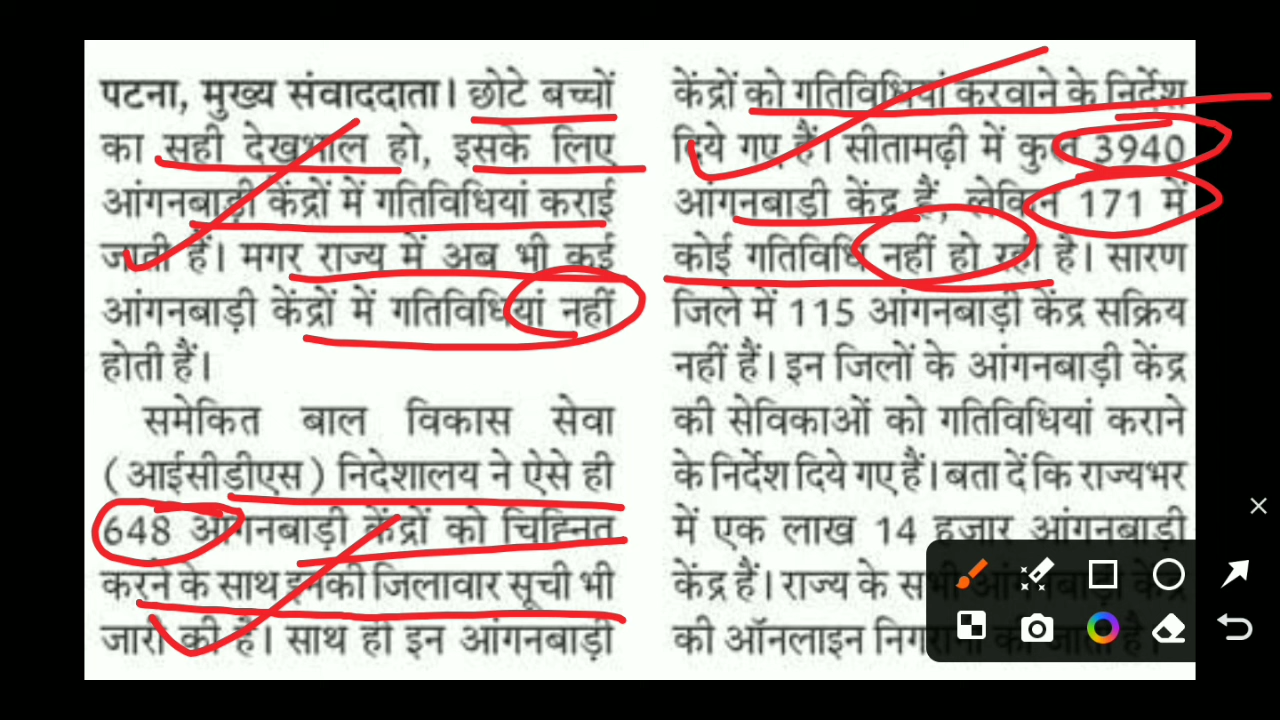 पटना, मुख्य संवाददाता। छोटे बच्चों
का सही देखभाल हो, इसके लिए
आंगनबाड़ी केंद्रों में गतिविधियां कराई
जाती हैं। मगर राज्य में अब भी कई
आंगनबाड़ी केंद्रों में गतिविधियां नहीं
होती हैं।
समेकित बाल विकास सेवा
(आईसीडीएस) निदेशालय ने ऐसे ही
648 आंगनबाड़ी केंद्रों को चिह्नित
करने के साथ इनकी जिलावार सूची भी
जारी की है। साथ ही इन आंगनबाड़ी
केंद्रों को गतिविधियां करवाने के निर्देश
दिये गए हैं। सीतामढ़ी में कुल 3940
आंगनबाड़ी केंद्र हैं, लेकिन 171 में
कोई गतिविधि नहीं हो रही है। सारण
जिले में 115 आंगनबाड़ी केंद्र सक्रिय
नहीं हैं। इन जिलों के आंगनबाड़ी केंद्र
की सेविकाओं को गतिविधियां कराने
के निर्देश दिये गए हैं। बता दें कि राज्यभर
में एक लाख 14 हजार आंगनबाड़ी
केंद्र हैं। राज्य के सभी आंगनबाड़ी केंद्र
की ऑनलाइन निगरानी की जाती है।